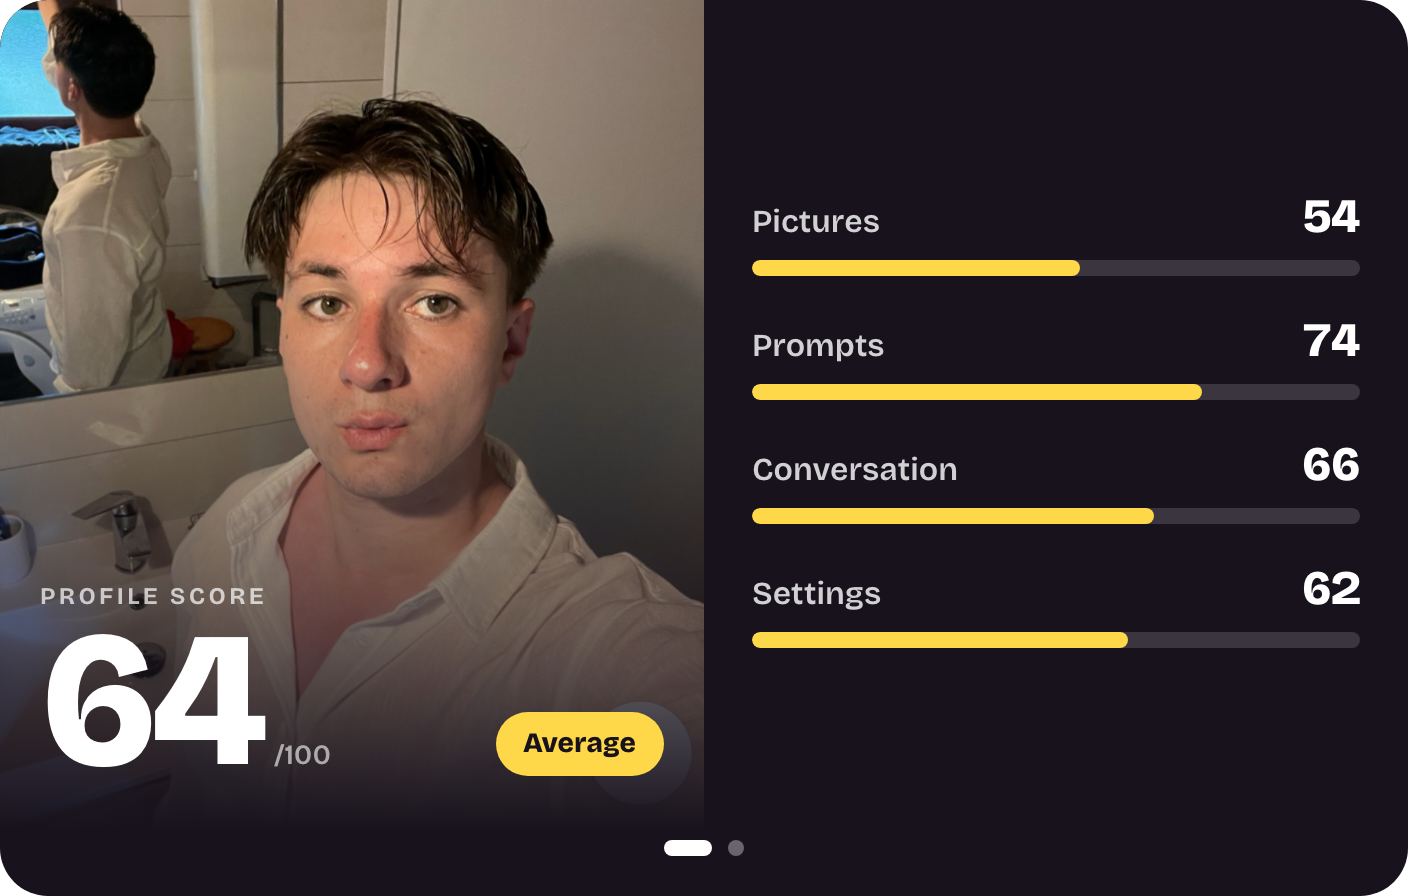 PROFILE SCORE
64 /100
Average
Pictures 54
Prompts 74
Conversation 66
Settings 62